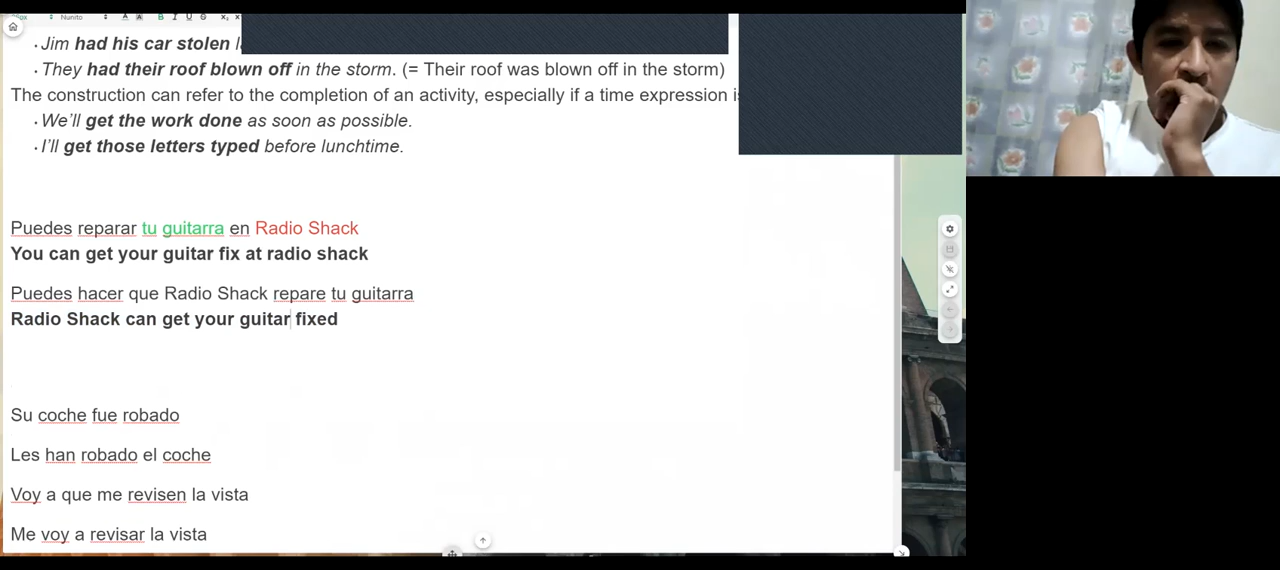 Nunito
Jim had his car stolen
They had their roof blown off in the storm. (= Their roof was blown off in the storm)
The construction can refer to the completion of an activity, especially if a time expression
We'll get the work done as soon as possible.
I'll get those letters typed before lunchtime.
Puedes reparar tu guitarra en Radio Shack
You can get your guitar fix at radio shack
Puedes hacer que Radio Shack repare tu guitarra
Radio Shack can get your guitar fixed
Su coche fue robado
Les han robado el coche
Voy a que me revisen la vista
Me voy a revisar la vista